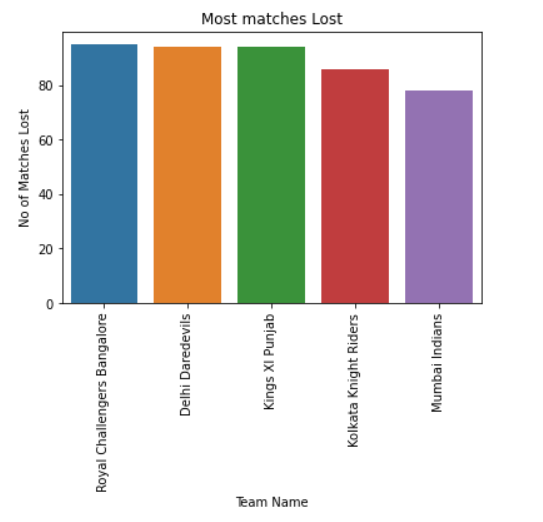 Most matches Lost
No of Matches Lost
80
60
40
20
0
Royal Challengers Bangalore
Delhi Daredevils
Kings XI Punjab
Kolkata Knight Riders
Mumbai Indians
Team Name